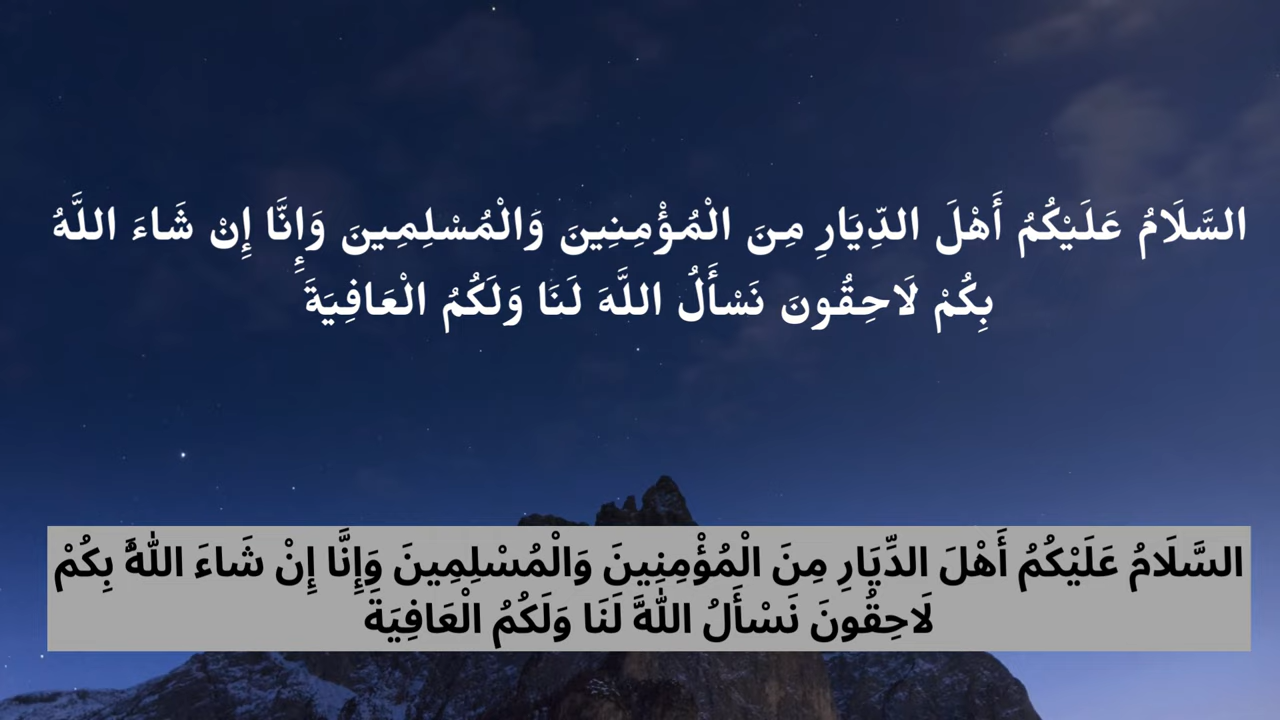 السَّلَامُ عَلَيْكُمُ أَهْلَ الدِّيَارِ مِنَ الْمُؤْمِنِينَ وَالْمُسْلِمِينَ وَإِنَّا إِنْ شَاءَ اللَّهُ
بِكُمْ لَاحِقُونَ نَسْأَلُ اللَّهَ لَنَا وَلَكُمُ الْعَافِيَةَ
السَّلَامُ عَلَيْكُمُ أَهْلَ الدِّيَارِ مِنَ الْمُؤْمِنِينَ وَالْمُسْلِمِينَ وَإِنَّا إِنْ شَاءَ اللَّهُ بِكُمْ
لَاحِقُونَ نَسْأَلُ اللَّهَ لَنَا وَلَكُمُ الْعَافِيَةَ